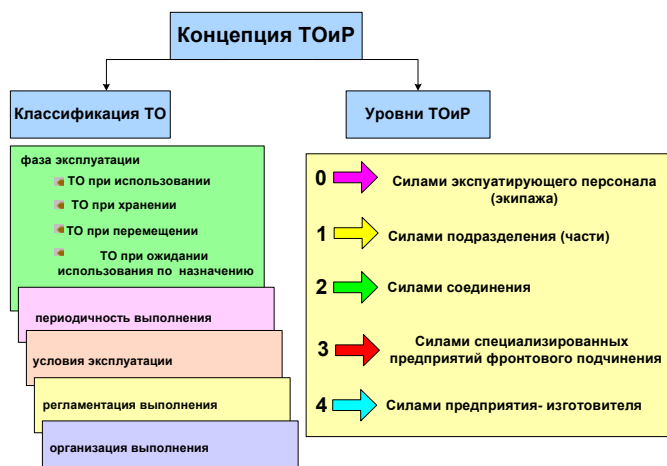 Концепция ТОиР
Классификация ТО
фаза эксплуатации
ТО при использовании
ТО при хранении
ТО при перемещении
ТО при ожидании
использования по назначению
периодичность выполнения
условия эксплуатации
регламентация выполнения
организация выполнения
Уровни ТОиР
0 Силами экспуатирующего персонала
(экипажа)
1 Силами подразделения (части)
2 Силами соединения
3 Силами специализированных
предприятий фронтового подчинения
4 Силами предприятия- изготовителя